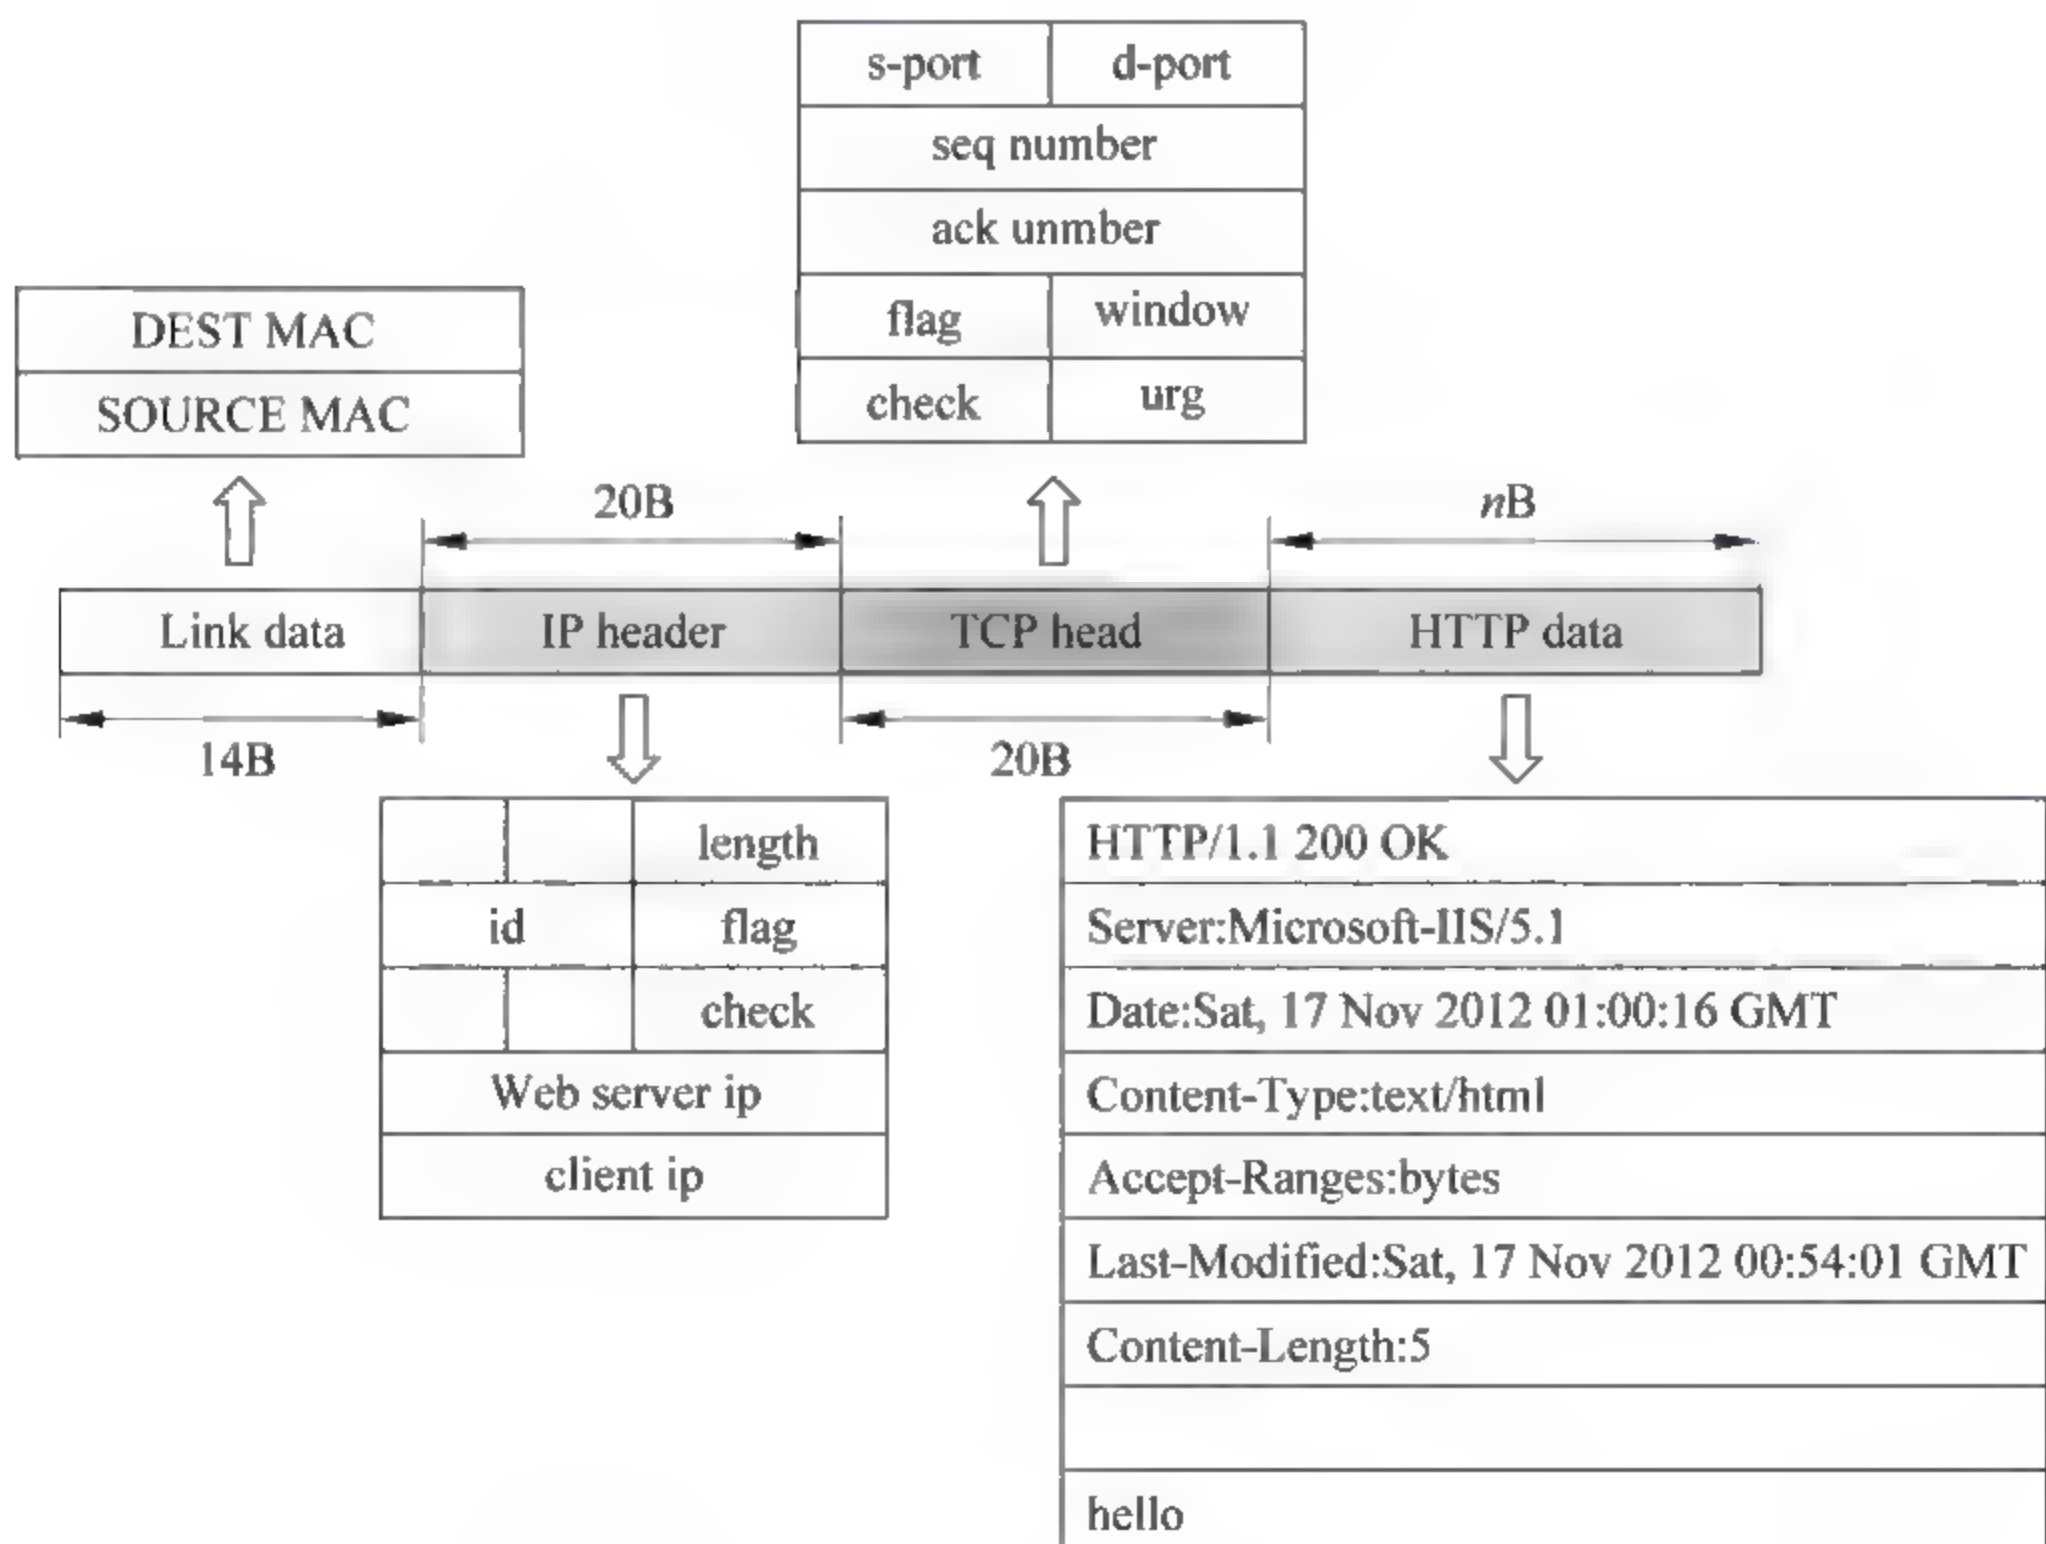 s-port d-port
seq number
ack unmber
flag window
check urg
DEST MAC
SOURCE MAC
20B nB
Link data IP header TCP head HTTP data
14B 20B
length
id flag
check
Web server ip
client ip
HTTP/1.1 200 OK
Server:Microsoft-IIS/5.1
Date:Sat, 17 Nov 2012 01:00:16 GMT
Content-Type:text/html
Accept-Ranges:bytes
Last-Modified:Sat, 17 Nov 2012 00:54:01 GMT
Content-Length:5
hello